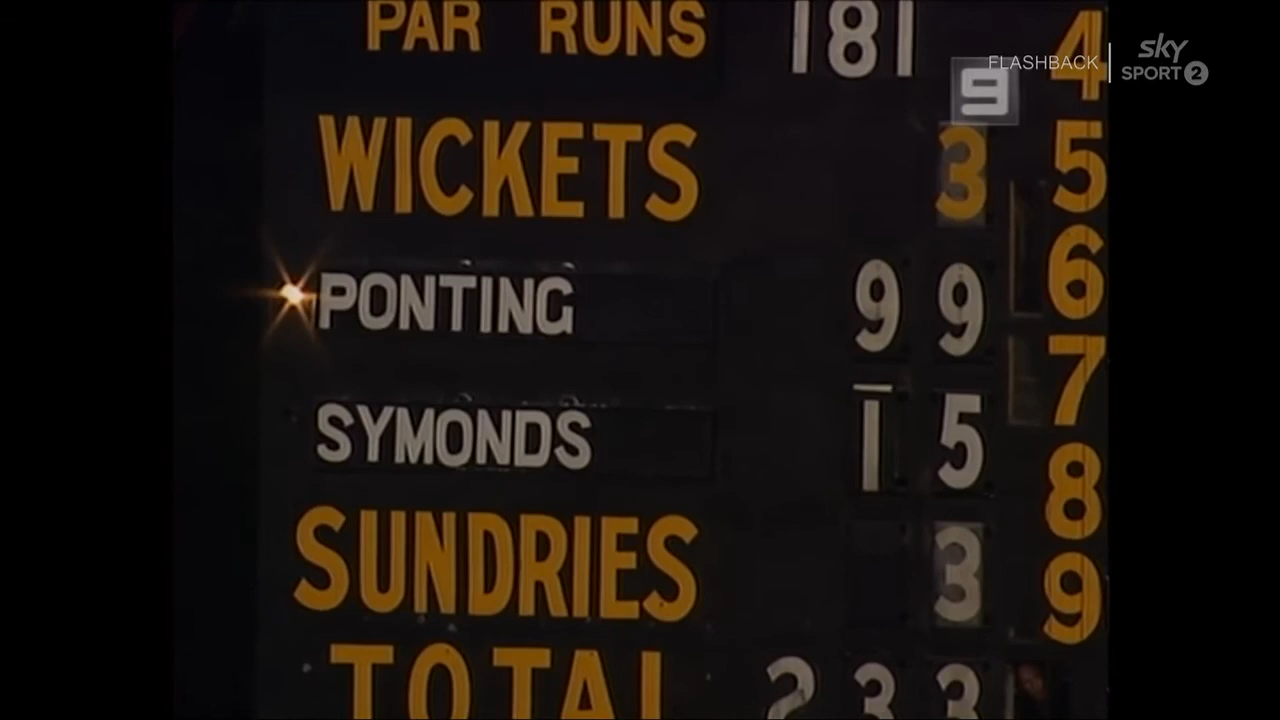 PAR RUNS 181 4
FLASHBACK
sky
SPORT 2
9
WICKETS 3 5
6
PONTING 99
7
SYMONDS 15
8
SUNDRIES 3
9
TOTAL 233